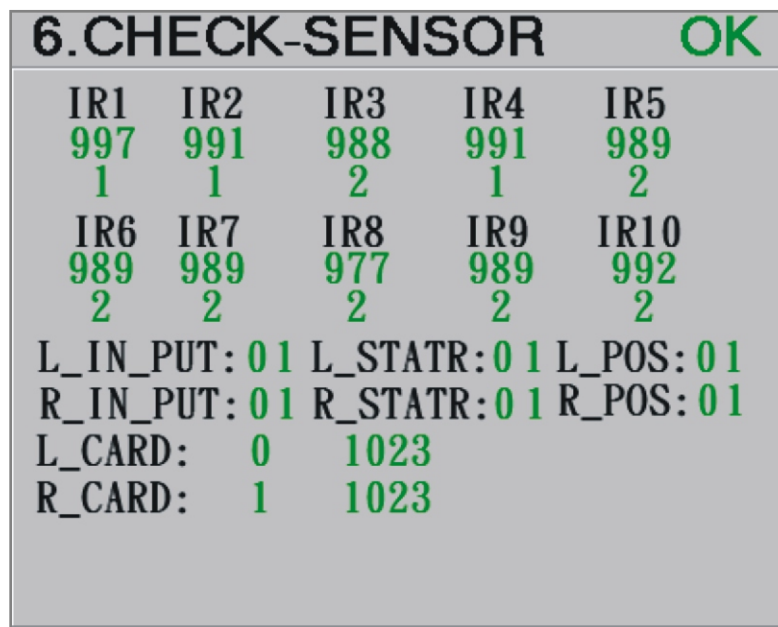 6.CHECK-SENSOR OK
IR1 IR2 IR3 IR4 IR5
997 991 988 991 989
1 1 2 1 2
IR6 IR7 IR8 IR9 IR10
989 989 977 989 992
2 2 2 2 2
L_IN_PUT:01 L_STATR:01 L_POS:01
R_IN_PUT:01 R_STATR:01 R_POS:01
L_CARD: 0 1023
R_CARD: 1 1023